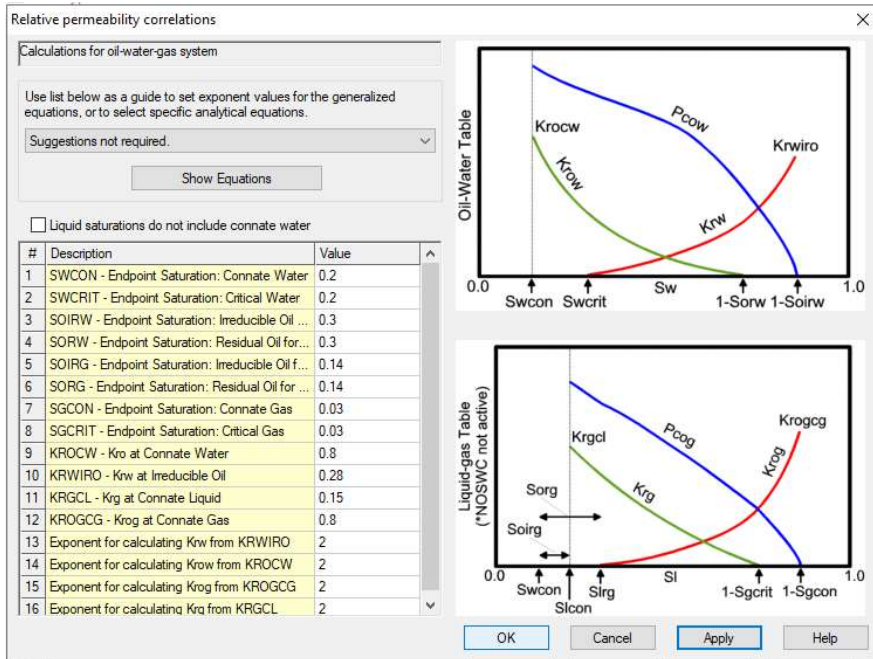 Relative permeability correlations
Calculations for oil-water-gas system
Use list below as a guide to set exponent values for the generalized
equations, or to select specific analytical equations.
Suggestions not required.
Show Equations
Liquid saturations do not include connate water
# Description Value
1 SWCON - Endpoint Saturation: Connate Water 0.2
2 SWCRIT - Endpoint Saturation: Critical Water 0.2
3 SOIRW - Endpoint Saturation: Irreducible Oil ... 0.3
4 SORW - Endpoint Saturation: Residual Oil for... 0.3
5 SOIRG - Endpoint Saturation: Irreducible Oil f... 0.14
6 SORG - Endpoint Saturation: Residual Oil for ... 0.14
7 SGCON - Endpoint Saturation: Connate Gas 0.03
8 SGCRIT - Endpoint Saturation: Critical Gas 0.03
9 KROCW - Kro at Connate Water 0.8
10 KRWIRO - Krw at Irreducible Oil 0.28
11 KRGCL - Krg at Connate Liquid 0.15
12 KROGCG - Krog at Connate Gas 0.8
13 Exponent for calculating Krw from KRWIRO 2
14 Exponent for calculating Krow from KROCW 2
15 Exponent for calculating Krog from KROGCG 2
16 Exponent for calculating Krg from KRGCL 2
Oil-Water Table
Krocw
Pcow
Krwiro
Krow
Krw
0.0 Sw 1.0
Swcon Swcrit 1-Sorw 1-Soirw
Liquid-gas Table
(*NOSWC not active)
Krogcg
Krgcl
Pcog
Krog
Sorg
Krg
Soirg
0.0 Sl 1.0
Swcon Slrg 1-Sgcrit 1-Sgcon
Slcon
OK Cancel Apply Help